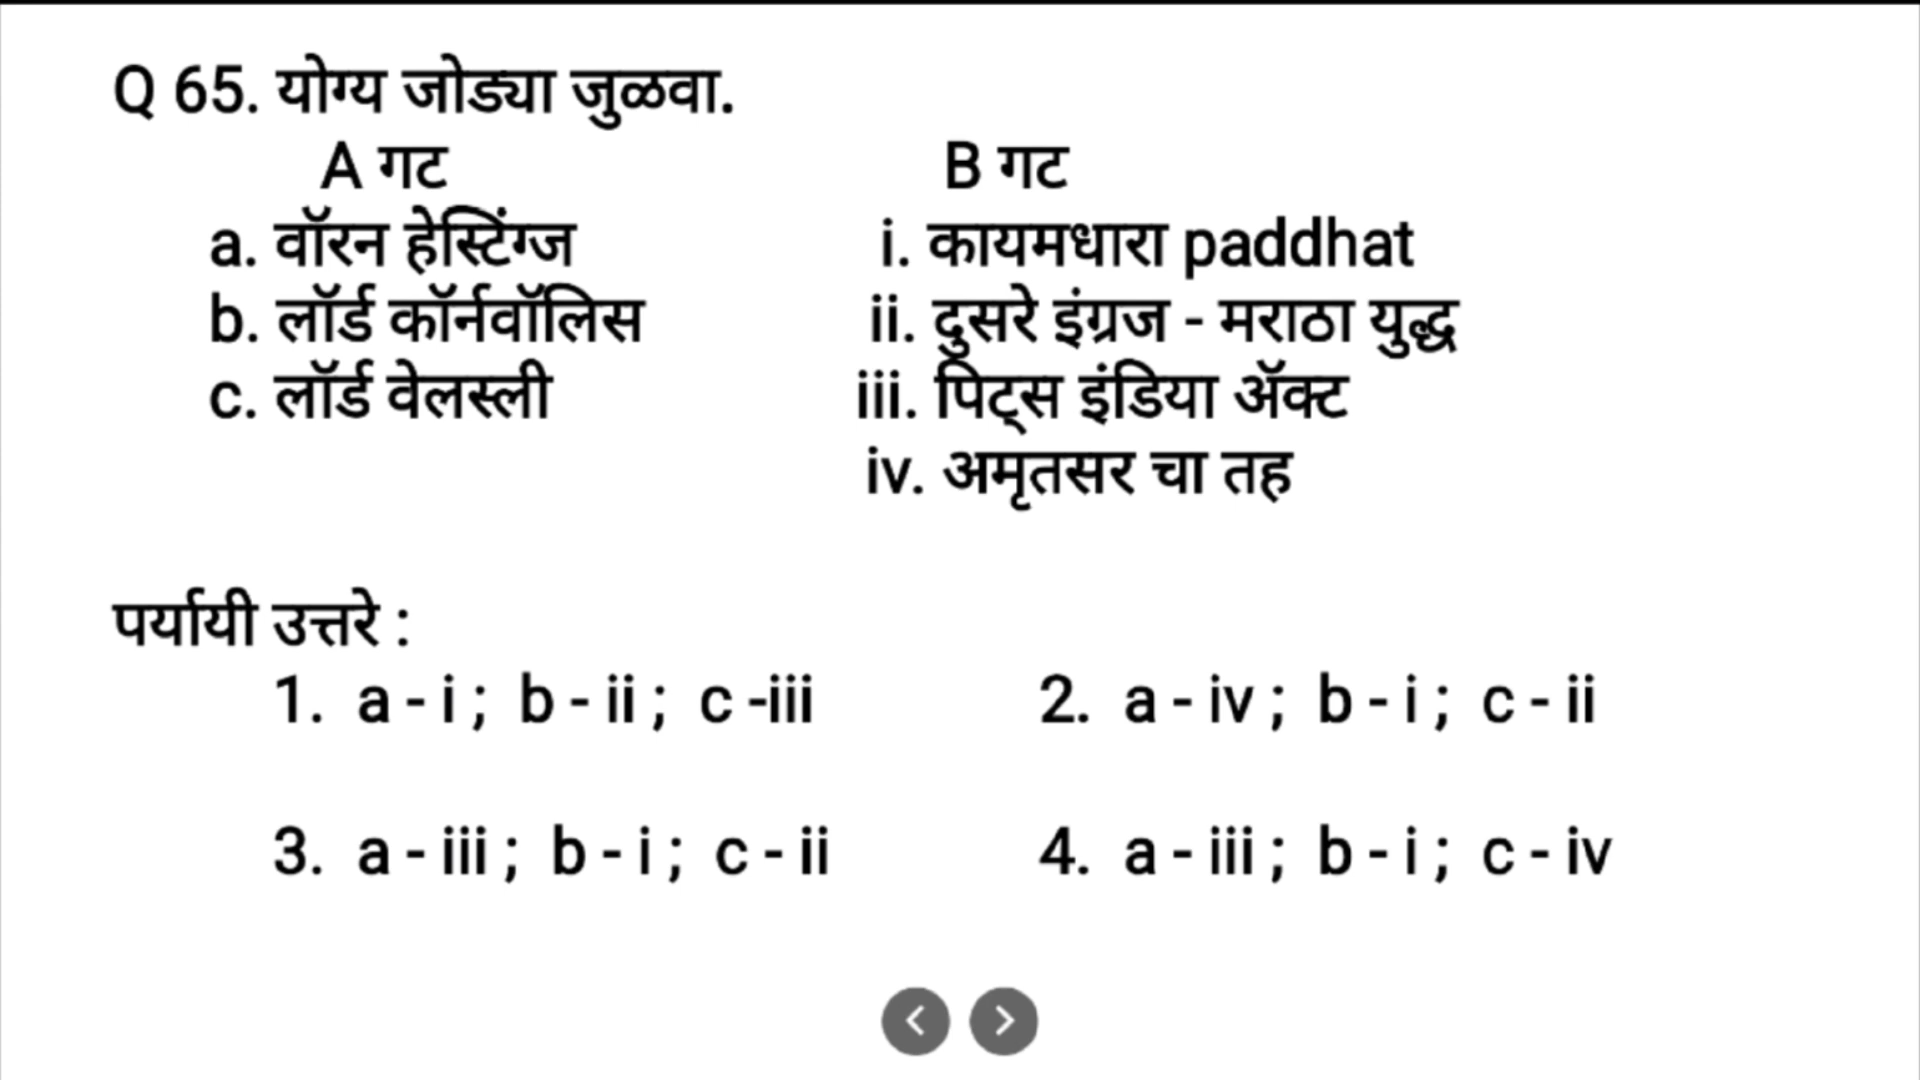 Q 65. योग्य जोड्या जुळवा.
A गट B गट
a. वॉरन हेस्टिंग्ज i. कायमधारा paddhat
b. लॉर्ड कॉर्नवॉलिस ii. दुसरे इंग्रज - मराठा युद्ध
c. लॉर्ड वेलस्ली iii. पिट्स इंडिया ॲक्ट
iv. अमृतसर चा तह
पर्यायी उत्तरे :
1. a - i ; b - ii ; c -iii 2. a - iv ; b - i ; c - ii
3. a - iii ; b - i ; c - ii 4. a - iii ; b - i ; c - iv